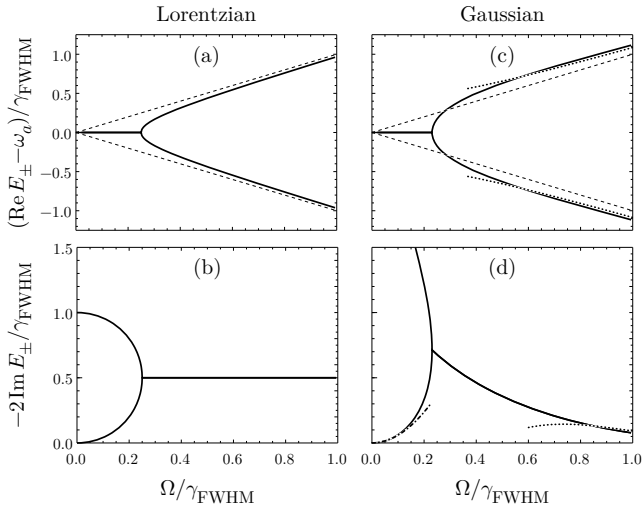 Lorentzian Gaussian
(a) (c)
(Re E± − ωa)/γFWHM
1.0
0.5
0.0
−0.5
−1.0
(b) (d)
−2 Im E±/γFWHM
1.5
1.0
0.5
0.0
0.0 0.2 0.4 0.6 0.8 1.0 0.0 0.2 0.4 0.6 0.8 1.0
Ω/γFWHM Ω/γFWHM